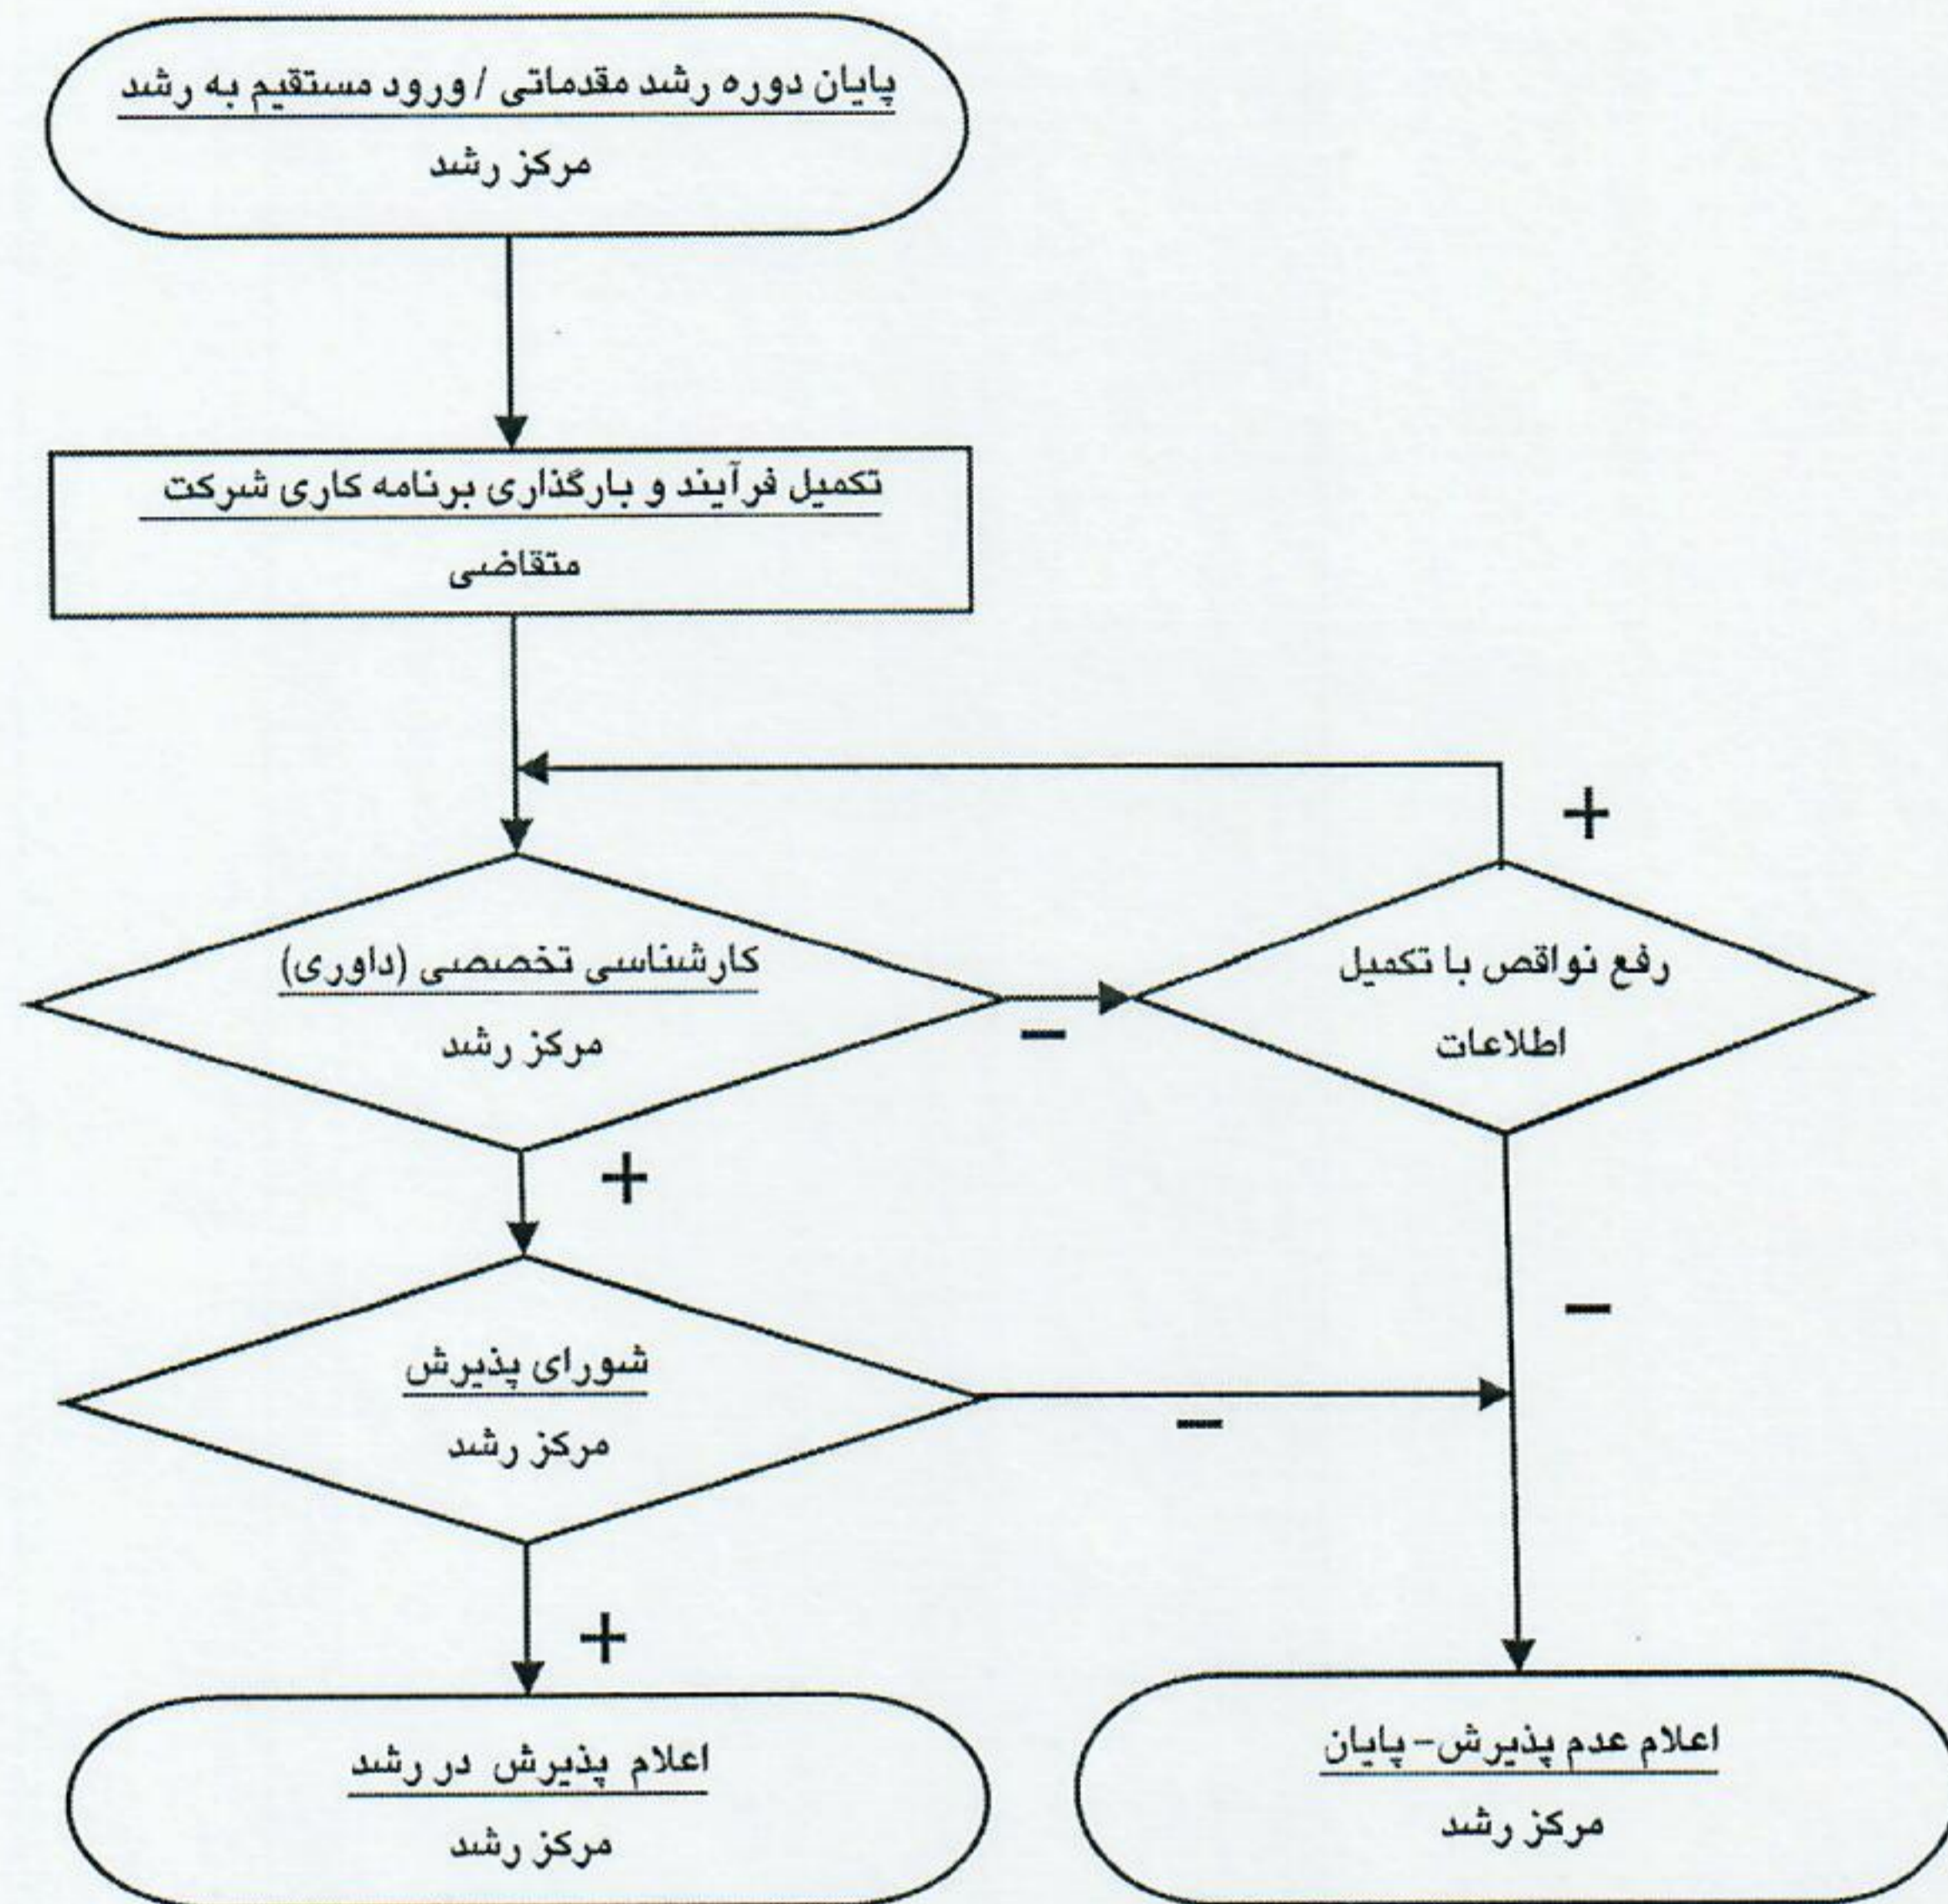 پایان دوره رشد مقدماتی / ورود مستقیم به رشد
مرکز رشد
تکمیل فرآیند و بارگذاری برنامه کاری شرکت
متقاضی
+
کارشناسی تخصصی (داوری)
مرکز رشد
–
رفع نواقص با تکمیل
اطلاعات
+
–
شورای پذیرش
مرکز رشد
–
+
اعلام پذیرش در رشد
مرکز رشد
اعلام عدم پذیرش – پایان
مرکز رشد